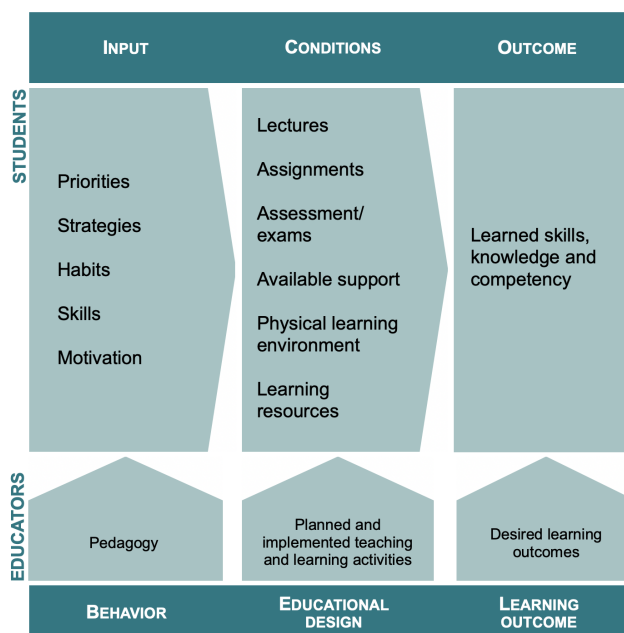 INPUT
CONDITIONS
OUTCOME
STUDENTS
Priorities
Strategies
Habits
Skills
Motivation
Lectures
Assignments
Assessment/
exams
Available support
Physical learning
environment
Learning
resources
Learned skills,
knowledge and
competency
EDUCATORS
Pedagogy
Planned and
implemented teaching
and learning activities
Desired learning
outcomes
BEHAVIOR
EDUCATIONAL
DESIGN
LEARNING
OUTCOME